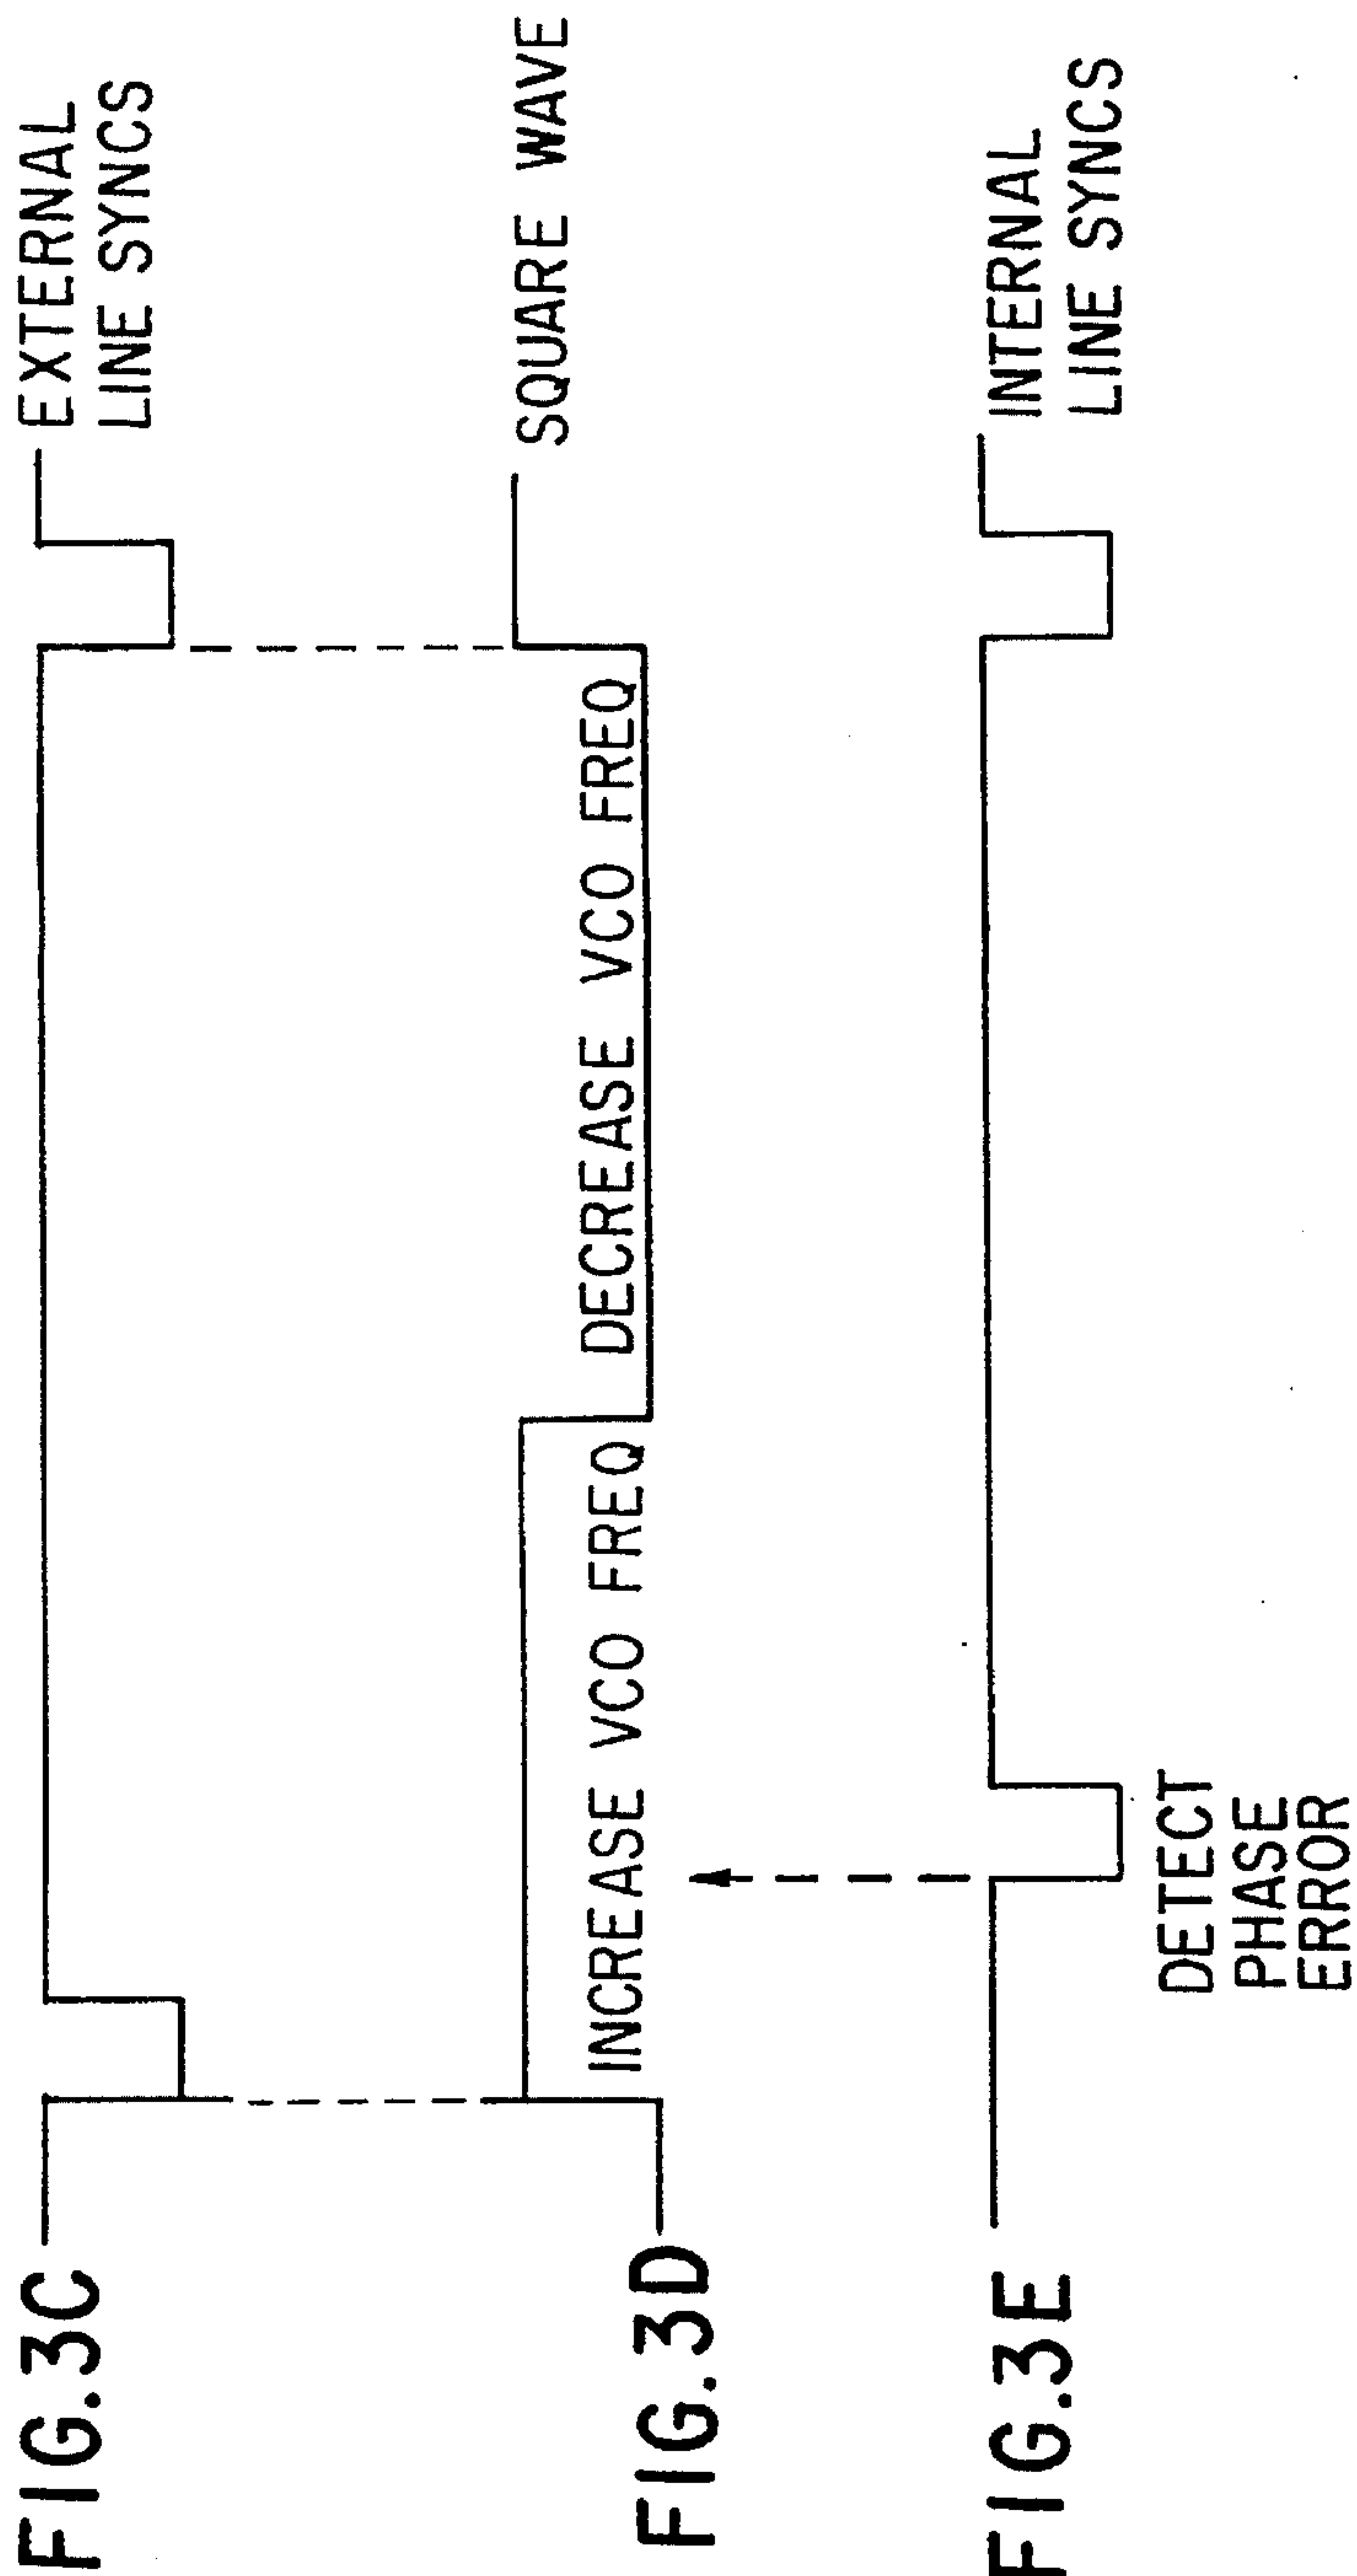 FIG.3C
EXTERNAL
LINE SYNCS
FIG.3D
INCREASE VCO FREQ
DECREASE VCO FREQ
SQUARE WAVE
FIG.3E
DETECT
PHASE
ERROR
INTERNAL
LINE SYNCS